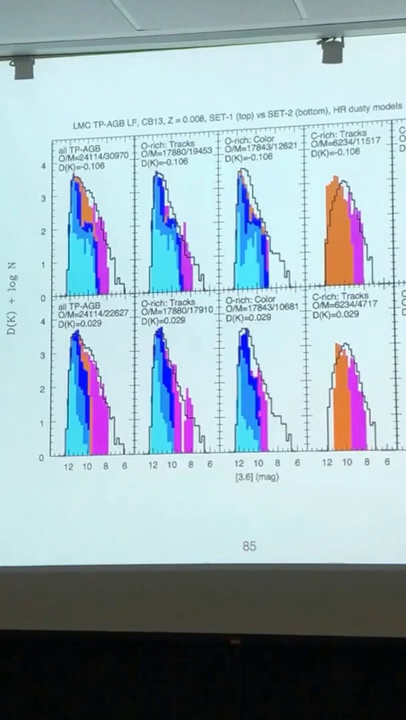 LMC TP-AGB LF, CB13, Z = 0.008, SET-1 (top) vs SET-2 (bottom), HR dusty models
all TP-AGB
O/M=24114/30970
D(K)=-0.106
O-rich: Tracks
O/M=17880/19453
D(K)=-0.106
O-rich: Color
O/M=17843/12621
D(K)=-0.106
C-rich: Tracks
O/M=6234/11517
D(K)=-0.106
4
3
2
1
0
all TP-AGB
O/M=24114/22627
D(K)=0.029
O-rich: Tracks
O/M=17880/17910
D(K)=0.029
O-rich: Color
O/M=17843/10681
D(K)=0.029
C-rich: Tracks
O/M=6234/4717
D(K)=0.029
4
3
2
1
0
D(K) + log N
12 10 8 6 12 10 8 6 12 10 8 6 12 10 8 6
[3.6] (mag)
85